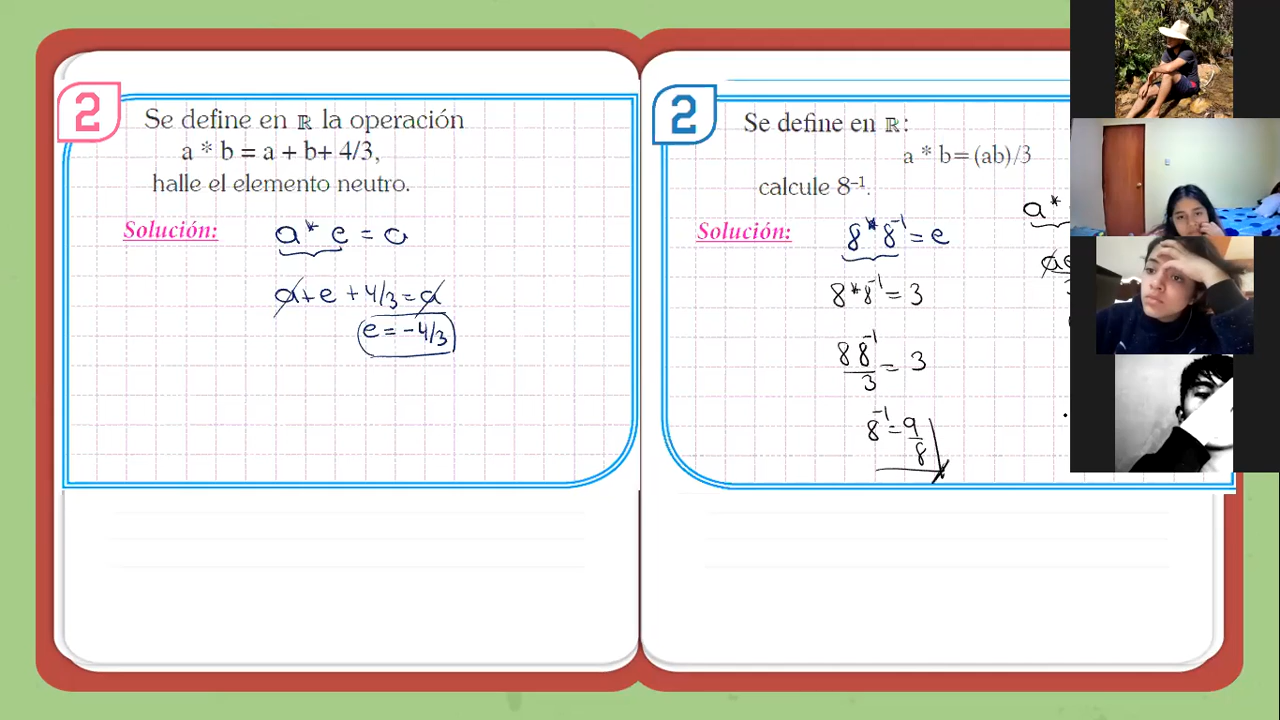 2
Se define en ℝ la operación
a * b = a + b+ 4/3,
halle el elemento neutro.
Solución:
a * e = a
a + e + 4/3 = a
e = -4/3
2
Se define en ℝ:
a * b=(ab)/3
calcule 8⁻¹.
Solución:
8 * 8⁻¹ = e
8 * 8⁻¹ = 3
8 8⁻¹/3 = 3
8⁻¹ = 9/8
a *